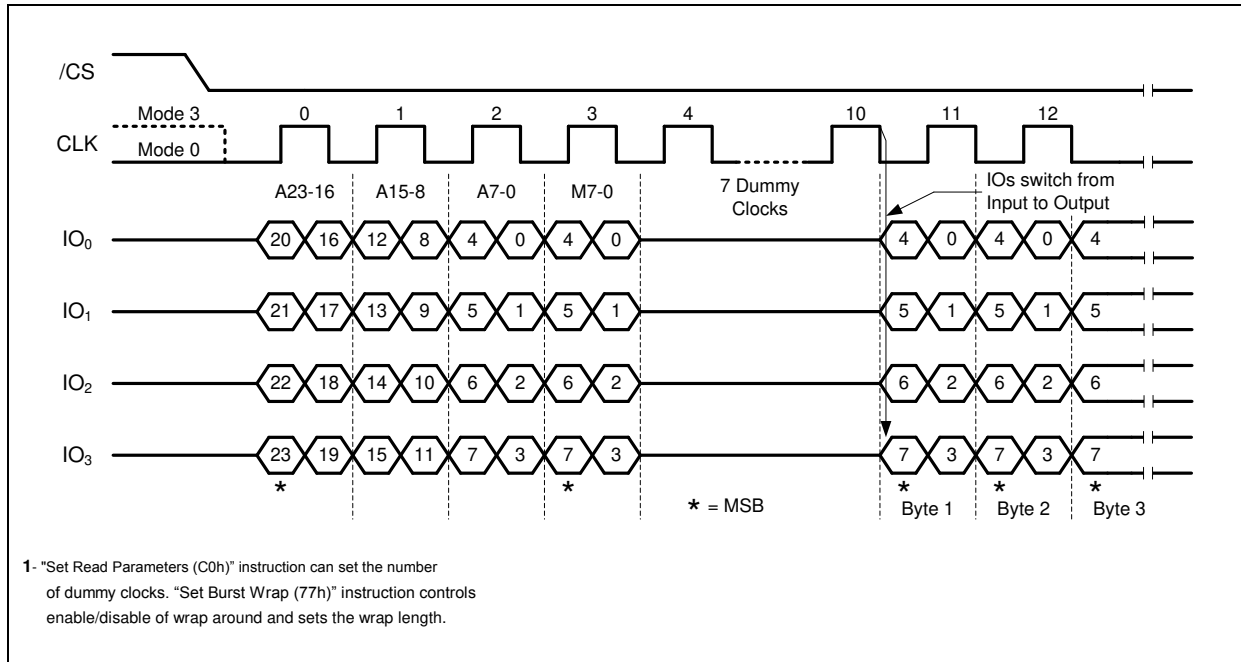 /CS
Mode 3 0 1 2 3 4 10 11 12
CLK
Mode 0
A23-16 A15-8 A7-0 M7-0 7 Dummy
Clocks
IOs switch from
Input to Output
IO0 20 16 12 8 4 0 4 0 4 0 4 0 4
IO1 21 17 13 9 5 1 5 1 5 1 5 1 5
IO2 22 18 14 10 6 2 6 2 6 2 6 2 6
IO3 23 19 15 11 7 3 7 3 7 3 7 3 7
* * * * *
* = MSB
Byte 1 Byte 2 Byte 3
1- "Set Read Parameters (C0h)” instruction can set the number
of dummy clocks. “Set Burst Wrap (77h)” instruction controls
enable/disable of wrap around and sets the wrap length.